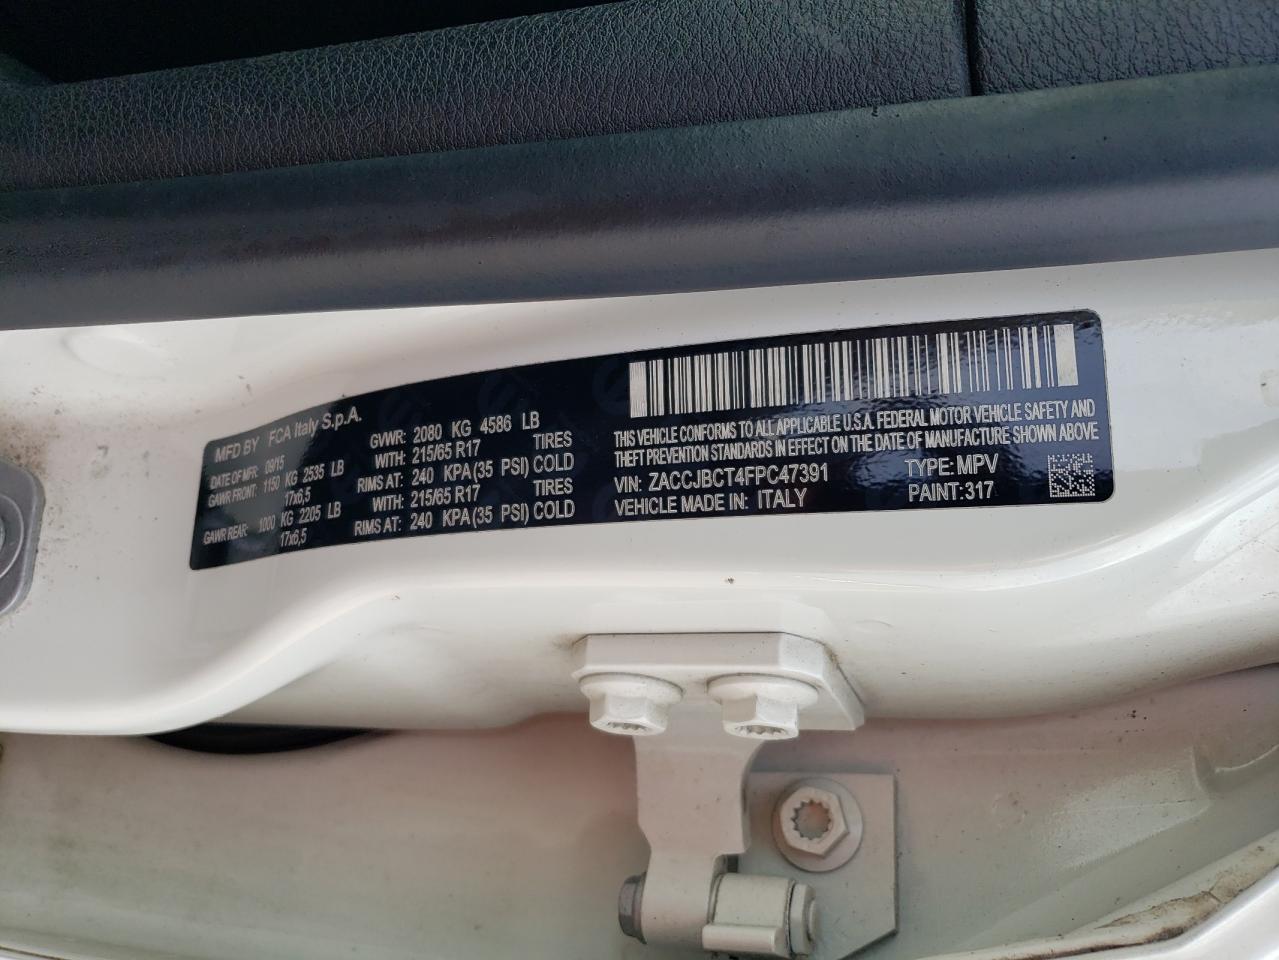 MFD BY FCA Italy S.p.A.
DATE OF MFR: 09/15 GVWR: 2080 KG 4586 LB
GAWR FRONT: 1150 KG 2535 LB WITH: 215/65 R17 TIRES
17x6,5 RIMS AT: 240 KPA(35 PSI) COLD
GAWR REAR: 1000 KG 2205 LB WITH: 215/65 R17 TIRES
17x6,5 RIMS AT: 240 KPA(35 PSI) COLD
THIS VEHICLE CONFORMS TO ALL APPLICABLE U.S.A. FEDERAL MOTOR VEHICLE SAFETY AND
THEFT PREVENTION STANDARDS IN EFFECT ON THE DATE OF MANUFACTURE SHOWN ABOVE
VIN: ZACCJBCT4FPC47391 TYPE: MPV
VEHICLE MADE IN: ITALY PAINT:317